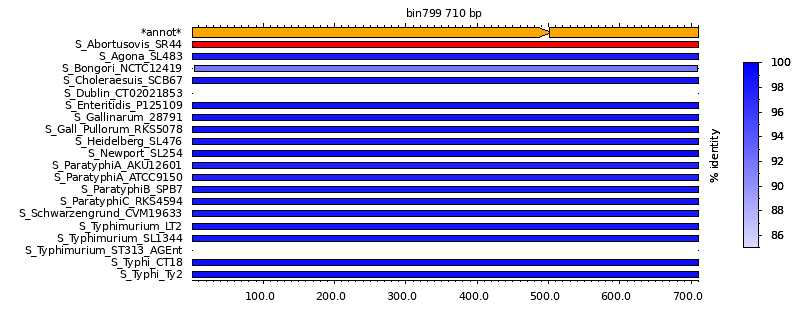 bin799 710 bp
*annot*
S_Abortusovis_SR44
S_Agona_SL483
S_Bongori_NCTC12419
S_Choleraesuis_SCB67
S_Dublin_CT02021853
S_Enteritidis_P125109
S_Gallinarum_28791
S_Gall_Pullorum_RKS5078
S_Heidelberg_SL476
S_Newport_SL254
S_ParatyphiA_AKU12601
S_ParatyphiA_ATCC9150
S_ParatyphiB_SPB7
S_ParatyphiC_RKS4594
S_Schwarzengrund_CVM19633
S_Typhimurium_LT2
S_Typhimurium_SL1344
S_Typhimurium_ST313_AGEnt
S_Typhi_CT18
S_Typhi_Ty2
100.0 200.0 300.0 400.0 500.0 600.0 700.0
% identity
100
98
96
94
92
90
88
86